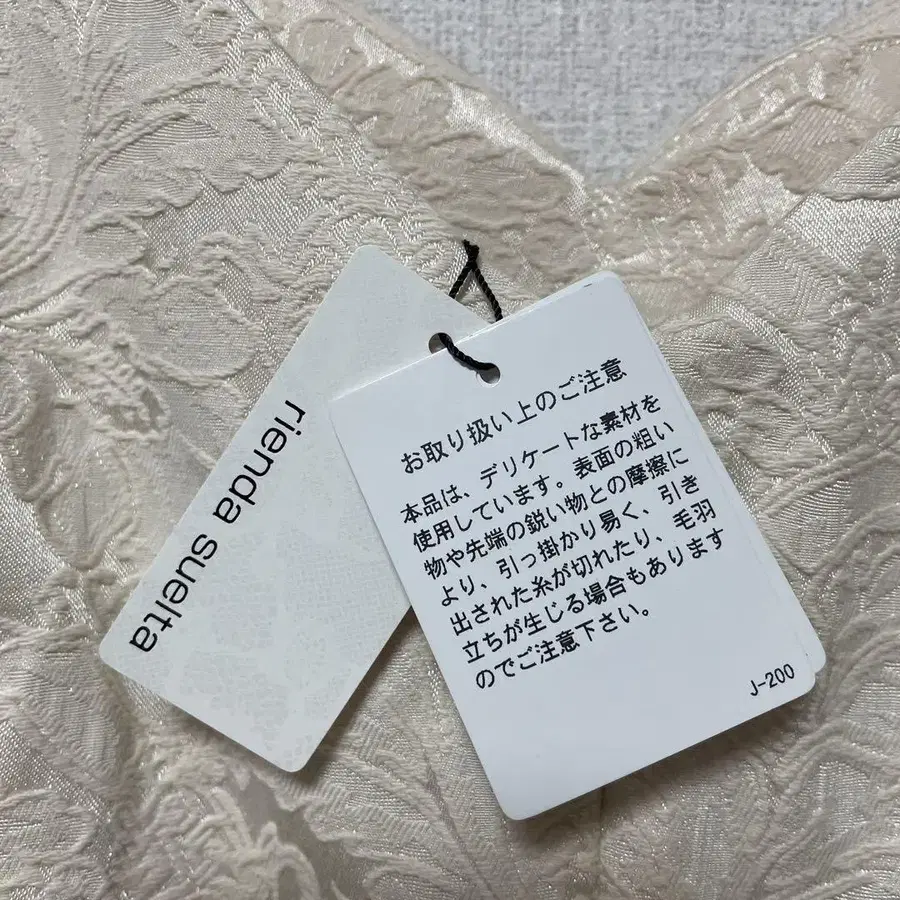 rienda suelta
お取り扱い上のご注意
本品は、デリケートな素材を
使用しています。表面の粗い
物や先端の鋭い物との摩擦に
より、引っ掛かり易く、引き
出された糸が切れたり、毛羽
立ちが生じる場合もあります
のでご注意下さい。
J-200